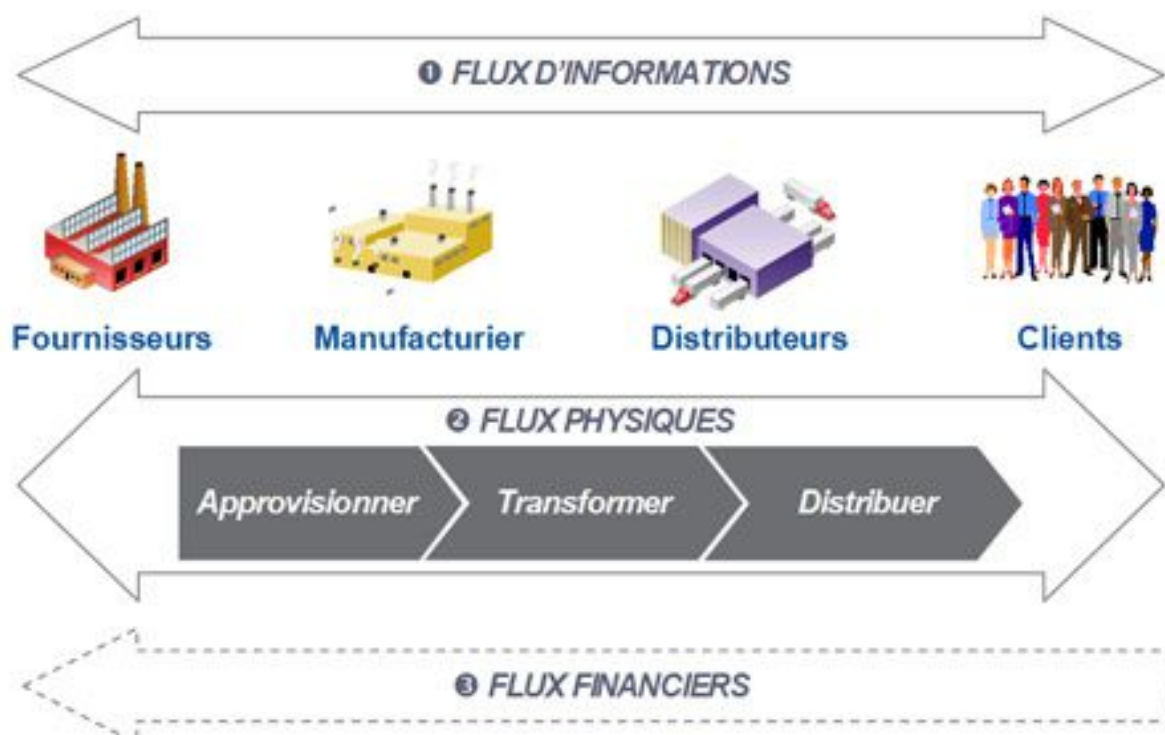 ❶ FLUX D'INFORMATIONS
Fournisseurs
Manufacturier
Distributeurs
Clients
❷ FLUX PHYSIQUES
Approvisionner
Transformer
Distribuer
❸ FLUX FINANCIERS